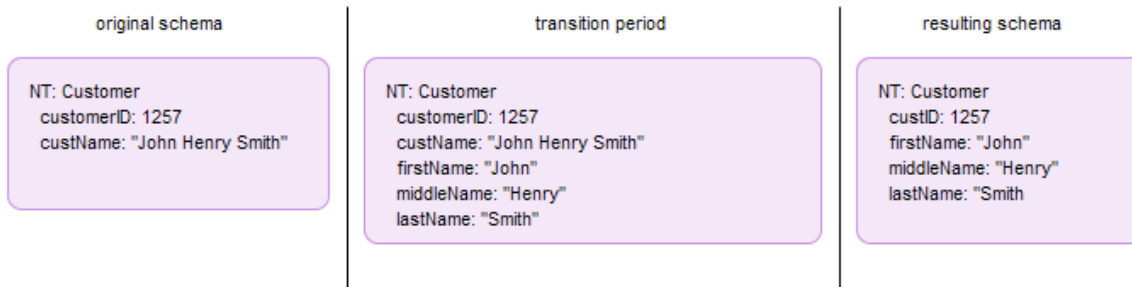 original schema
NT: Customer
customerID: 1257
custName: "John Henry Smith"
transition period
NT: Customer
customerID: 1257
custName: "John Henry Smith"
firstName: "John"
middleName: "Henry"
lastName: "Smith"
resulting schema
NT: Customer
custID: 1257
firstName: "John"
middleName: "Henry"
lastName: "Smith